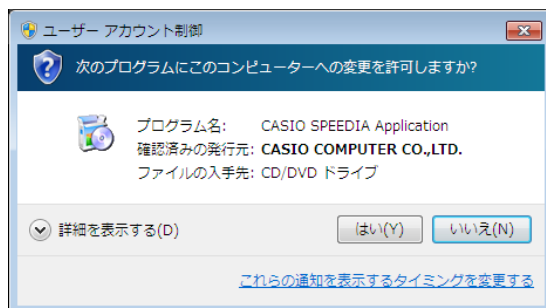 ユーザー アカウント制御
次のプログラムにこのコンピューターへの変更を許可しますか?
プログラム名: CASIO SPEEDIA Application
確認済みの発行元: CASIO COMPUTER CO.,LTD.
ファイルの入手先: CD/DVD ドライブ
詳細を表示する(D) はい(Y) いいえ(N)
これらの通知を表示するタイミングを変更する